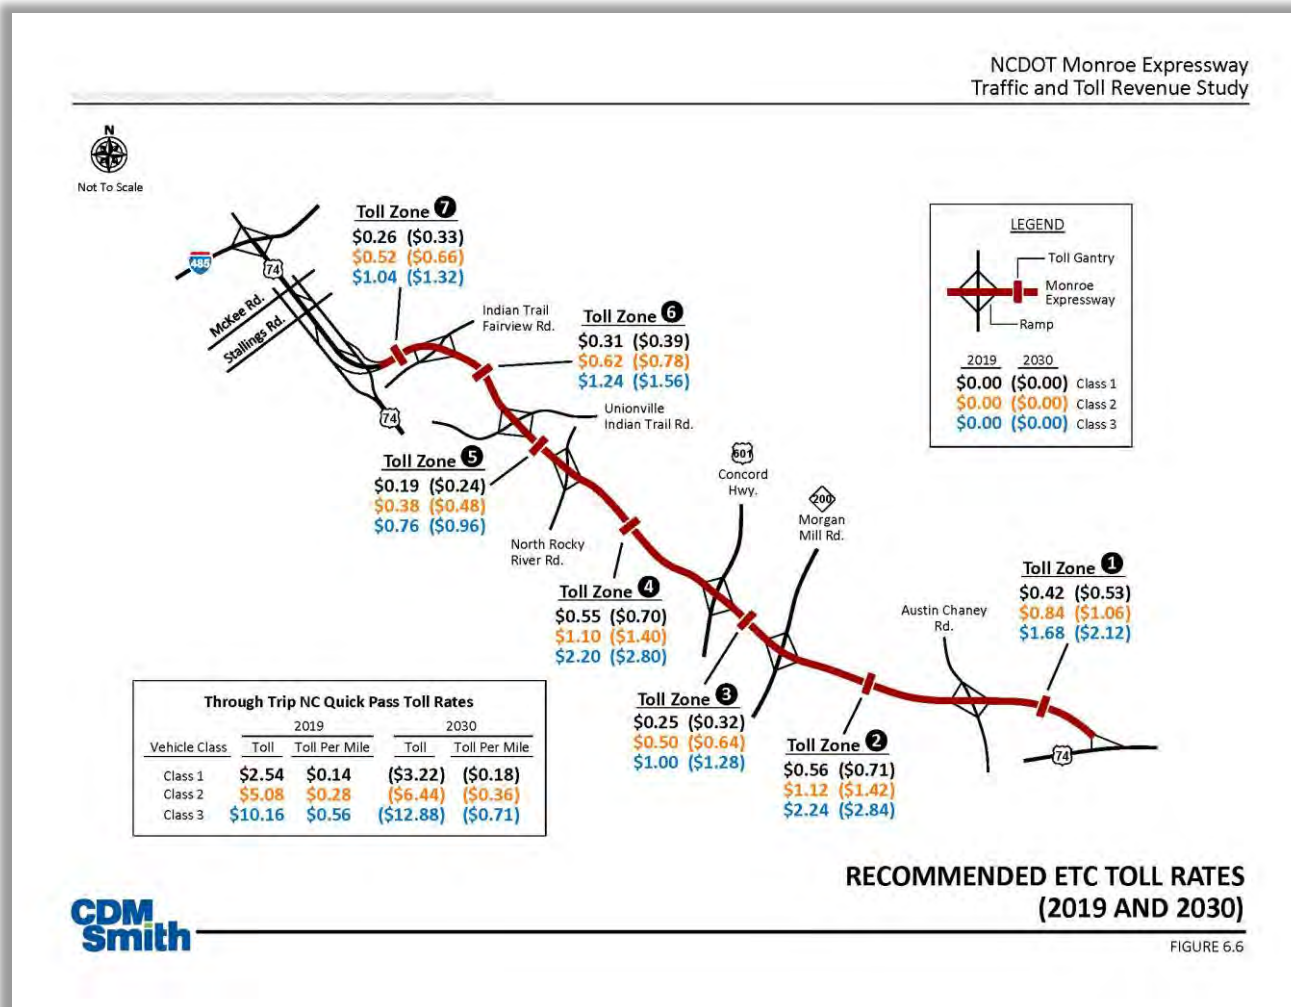 NCDOT Monroe Expressway
Traffic and Toll Revenue Study
N
Not To Scale
Toll Zone 7
$0.26 ($0.33)
$0.52 ($0.66)
$1.04 ($1.32)
485
74
McKee Rd.
Stallings Rd.
74
Indian Trail
Fairview Rd.
Toll Zone 6
$0.31 ($0.39)
$0.62 ($0.78)
$1.24 ($1.56)
LEGEND
Toll Gantry
Monroe
Expressway
Ramp
2019 2030
$0.00 ($0.00) Class 1
$0.00 ($0.00) Class 2
$0.00 ($0.00) Class 3
Unionville
Indian Trail Rd.
Toll Zone 5
$0.19 ($0.24)
$0.38 ($0.48)
$0.76 ($0.96)
North Rocky
River Rd.
601
Concord
Hwy.
200
Morgan
Mill Rd.
Toll Zone 4
$0.55 ($0.70)
$1.10 ($1.40)
$2.20 ($2.80)
Austin Chaney
Rd.
Toll Zone 1
$0.42 ($0.53)
$0.84 ($1.06)
$1.68 ($2.12)
Toll Zone 3
$0.25 ($0.32)
$0.50 ($0.64)
$1.00 ($1.28)
Toll Zone 2
$0.56 ($0.71)
$1.12 ($1.42)
$2.24 ($2.84)
74
Through Trip NC Quick Pass Toll Rates
2019 2030
Vehicle Class Toll Toll Per Mile Toll Toll Per Mile
Class 1 $2.54 $0.14 ($3.22) ($0.18)
Class 2 $5.08 $0.28 ($6.44) ($0.36)
Class 3 $10.16 $0.56 ($12.88) ($0.71)
RECOMMENDED ETC TOLL RATES
(2019 AND 2030)
CDM
Smith
FIGURE 6.6